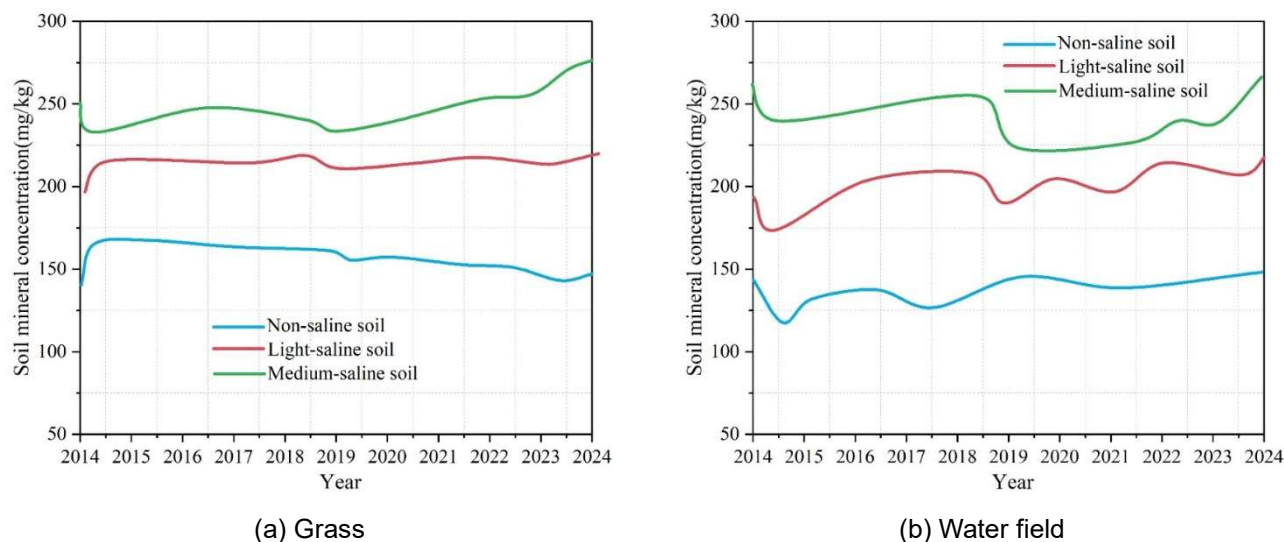 Soil mineral concentration(mg/kg)
300
250
200
150
100
50
Non-saline soil
Light-saline soil
Medium-saline soil
2014 2015 2016 2017 2018 2019 2020 2021 2022 2023 2024
Year
(a) Grass
Soil mineral concentration(mg/kg)
300
250
200
150
100
50
Non-saline soil
Light-saline soil
Medium-saline soil
2014 2015 2016 2017 2018 2019 2020 2021 2022 2023 2024
Year
(b) Water field